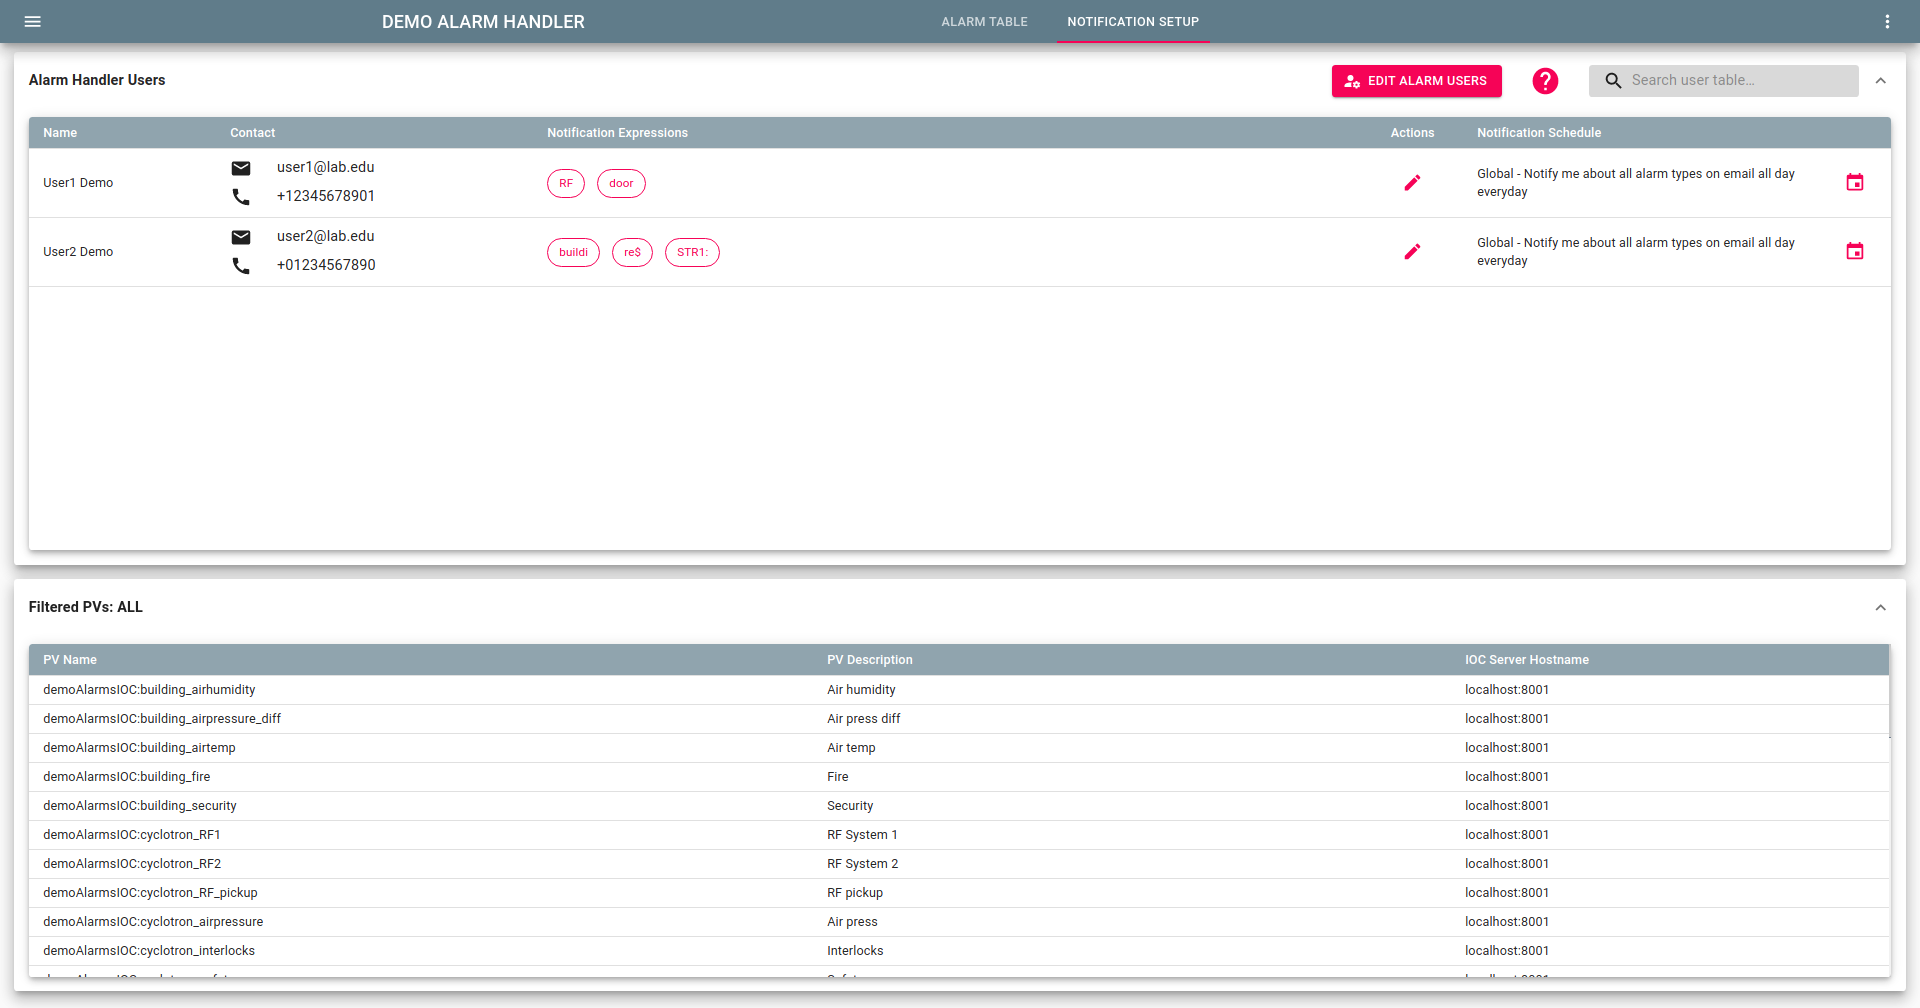 DEMO ALARM HANDLER
ALARM TABLE
NOTIFICATION SETUP
Alarm Handler Users
EDIT ALARM USERS
?
Search user table...
Name
Contact
Notification Expressions
Actions
Notification Schedule
User1 Demo
user1@lab.edu
+12345678901
RF
door
Global - Notify me about all alarm types on email all day
everyday
User2 Demo
user2@lab.edu
+01234567890
buildi
re$
STR1:
Global - Notify me about all alarm types on email all day
everyday
Filtered PVs: ALL
PV Name
PV Description
IOC Server Hostname
demoAlarmsIOC:building_airhumidity
Air humidity
localhost:8001
demoAlarmsIOC:building_airpressure_diff
Air press diff
localhost:8001
demoAlarmsIOC:building_airtemp
Air temp
localhost:8001
demoAlarmsIOC:building_fire
Fire
localhost:8001
demoAlarmsIOC:building_security
Security
localhost:8001
demoAlarmsIOC:cyclotron_RF1
RF System 1
localhost:8001
demoAlarmsIOC:cyclotron_RF2
RF System 2
localhost:8001
demoAlarmsIOC:cyclotron_RF_pickup
RF pickup
localhost:8001
demoAlarmsIOC:cyclotron_airpressure
Air press
localhost:8001
demoAlarmsIOC:cyclotron_interlocks
Interlocks
localhost:8001